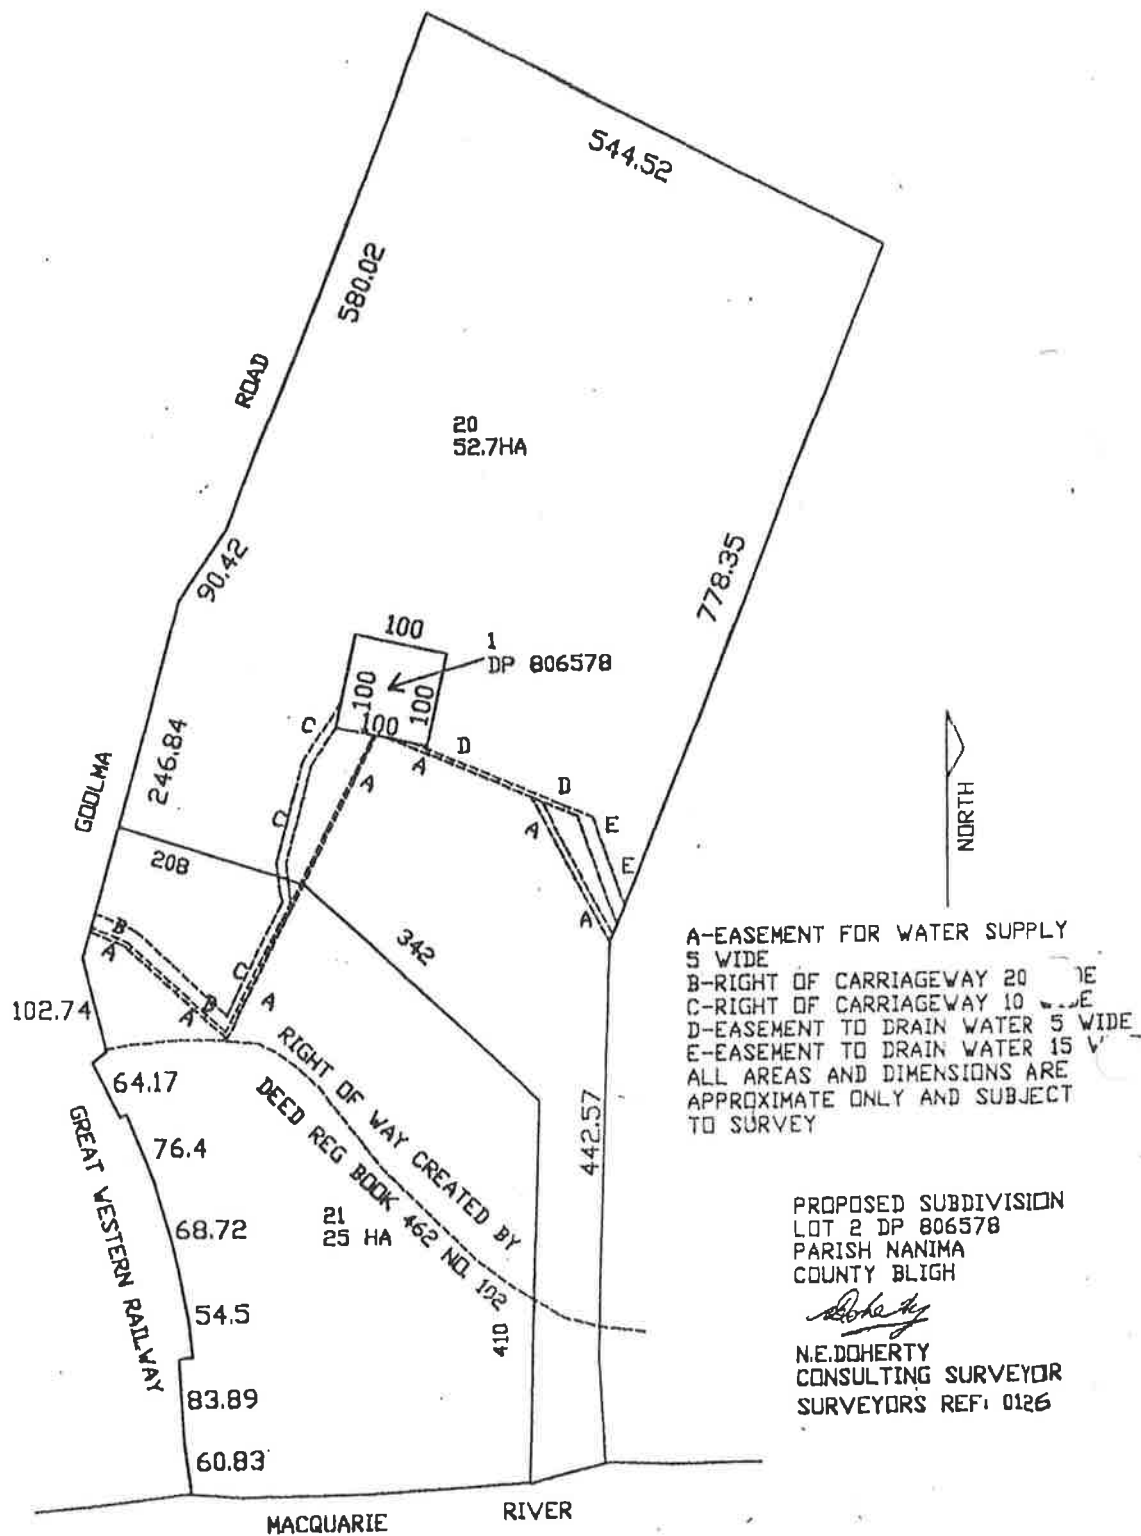 544.52
580.02
ROAD
20
52.7HA
90.42
778.35
100
1
DP 806578
100
100
100
C
D
A
A
D
246.84
GOOLMA
C
A
E
E
NORTH
208
A
B
A
342
C
B
A
A
102.74
A-EASEMENT FOR WATER SUPPLY
5 WIDE
B-RIGHT OF CARRIAGEWAY 20
C-RIGHT OF CARRIAGEWAY 10
D-EASEMENT TO DRAIN WATER 5 WIDE
E-EASEMENT TO DRAIN WATER 15
ALL AREAS AND DIMENSIONS ARE
APPROXIMATE ONLY AND SUBJECT
TO SURVEY
RIGHT OF WAY CREATED BY
DEED REG BOOK 462 NO. 102
64.17
GREAT WESTERN RAILWAY
76.4
442.57
21
25 HA
68.72
54.5
410
83.89
60.83
PROPOSED SUBDIVISION
LOT 2 DP 806578
PARISH NANIMA
COUNTY BLIGH
NEDoherty
N.E.DOHERTY
CONSULTING SURVEYOR
SURVEYORS REF: 0126
MACQUARIE RIVER